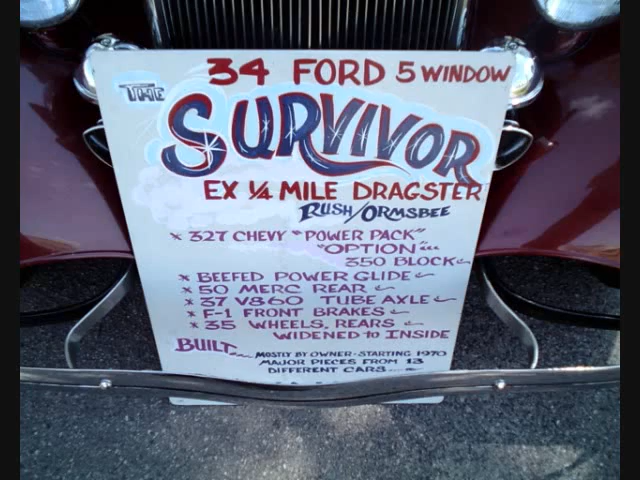 34 FORD 5 WINDOW
THE
SURVIVOR
EX 1/4 MILE DRAGSTER
RUSH/ORMSBEE
* 327 CHEVY "POWER PACK"
"OPTION"...
350 BLOCK
* BEEFED POWER GLIDE
* 50 MERC REAR
* 37 V860 TUBE AXLE
* F-1 FRONT BRAKES
* 35 WHEELS, REARS
WIDENED to INSIDE
BUILT.... MOSTLY BY OWNER - STARTING 1970
MAJOR PIECES FROM 13
DIFFERENT CARS....